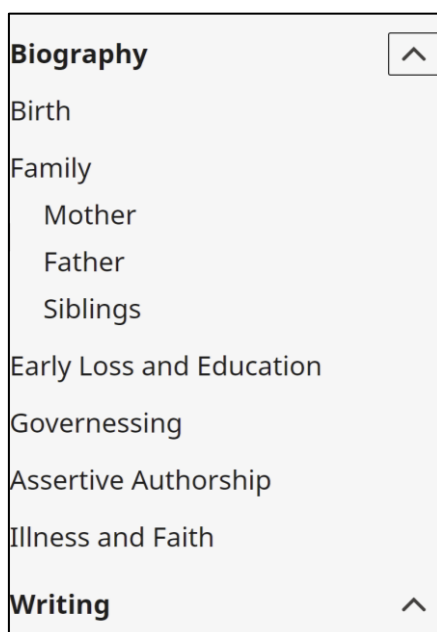 Biography
Birth
Family
Mother
Father
Siblings
Early Loss and Education
Governessing
Assertive Authorship
Illness and Faith
Writing